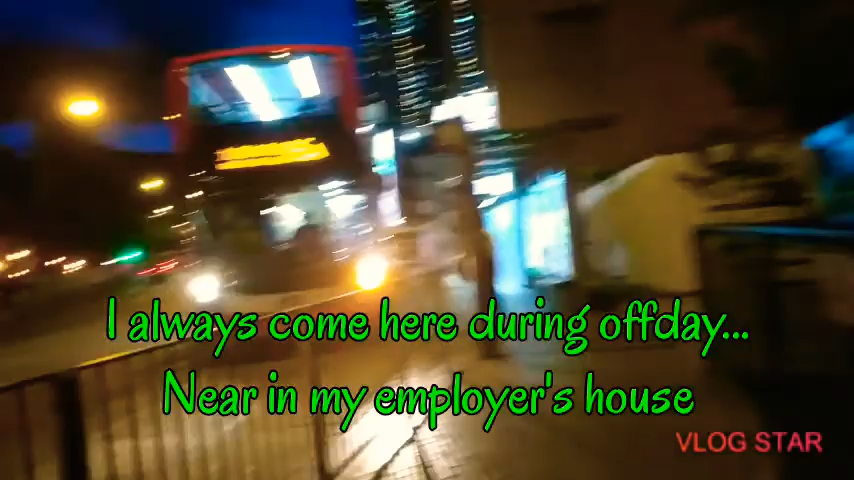 I always come here during offday...
Near in my employer's house
VLOG STAR